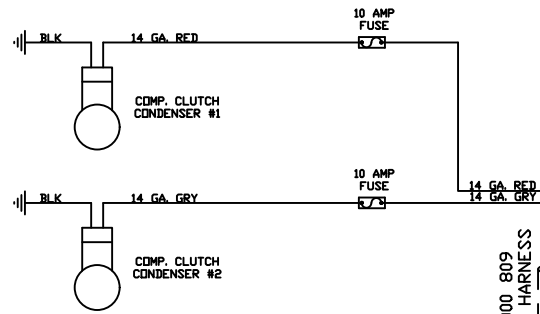 10 AMP
FUSE
BLK
14 GA. RED
COMP. CLUTCH
CONDENSER #1
10 AMP
FUSE
BLK
14 GA. GRY
14 GA. RED
14 GA. GRY
COMP. CLUTCH
CONDENSER #2
809
HARNESS